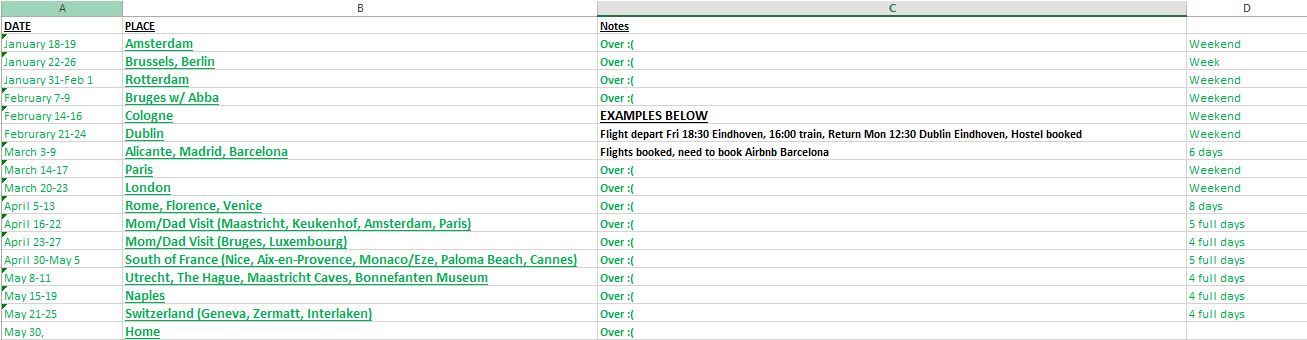 A B C D
DATE PLACE Notes
January 18-19 Amsterdam Over :( Weekend
January 22-26 Brussels, Berlin Over :( Week
January 31-Feb 1 Rotterdam Over :( Weekend
February 7-9 Bruges w/ Abba Over :( Weekend
February 14-16 Cologne EXAMPLES BELOW Weekend
Februrary 21-24 Dublin Flight depart Fri 18:30 Eindhoven, 16:00 train, Return Mon 12:30 Dublin Eindhoven, Hostel booked Weekend
March 3-9 Alicante, Madrid, Barcelona Flights booked, need to book Airbnb Barcelona 6 days
March 14-17 Paris Over :( Weekend
March 20-23 London Over :( Weekend
April 5-13 Rome, Florence, Venice Over :( 8 days
April 16-22 Mom/Dad Visit (Maastricht, Keukenhof, Amsterdam, Paris) Over :( 5 full days
April 23-27 Mom/Dad Visit (Bruges, Luxembourg) Over :( 4 full days
April 30-May 5 South of France (Nice, Aix-en-Provence, Monaco/Eze, Paloma Beach, Cannes) Over :( 5 full days
May 8-11 Utrecht, The Hague, Maastricht Caves, Bonnefanten Museum Over :( 4 full days
May 15-19 Naples Over :( 4 full days
May 21-25 Switzerland (Geneva, Zermatt, Interlaken) Over :( 4 full days
May 30, Home Over :(